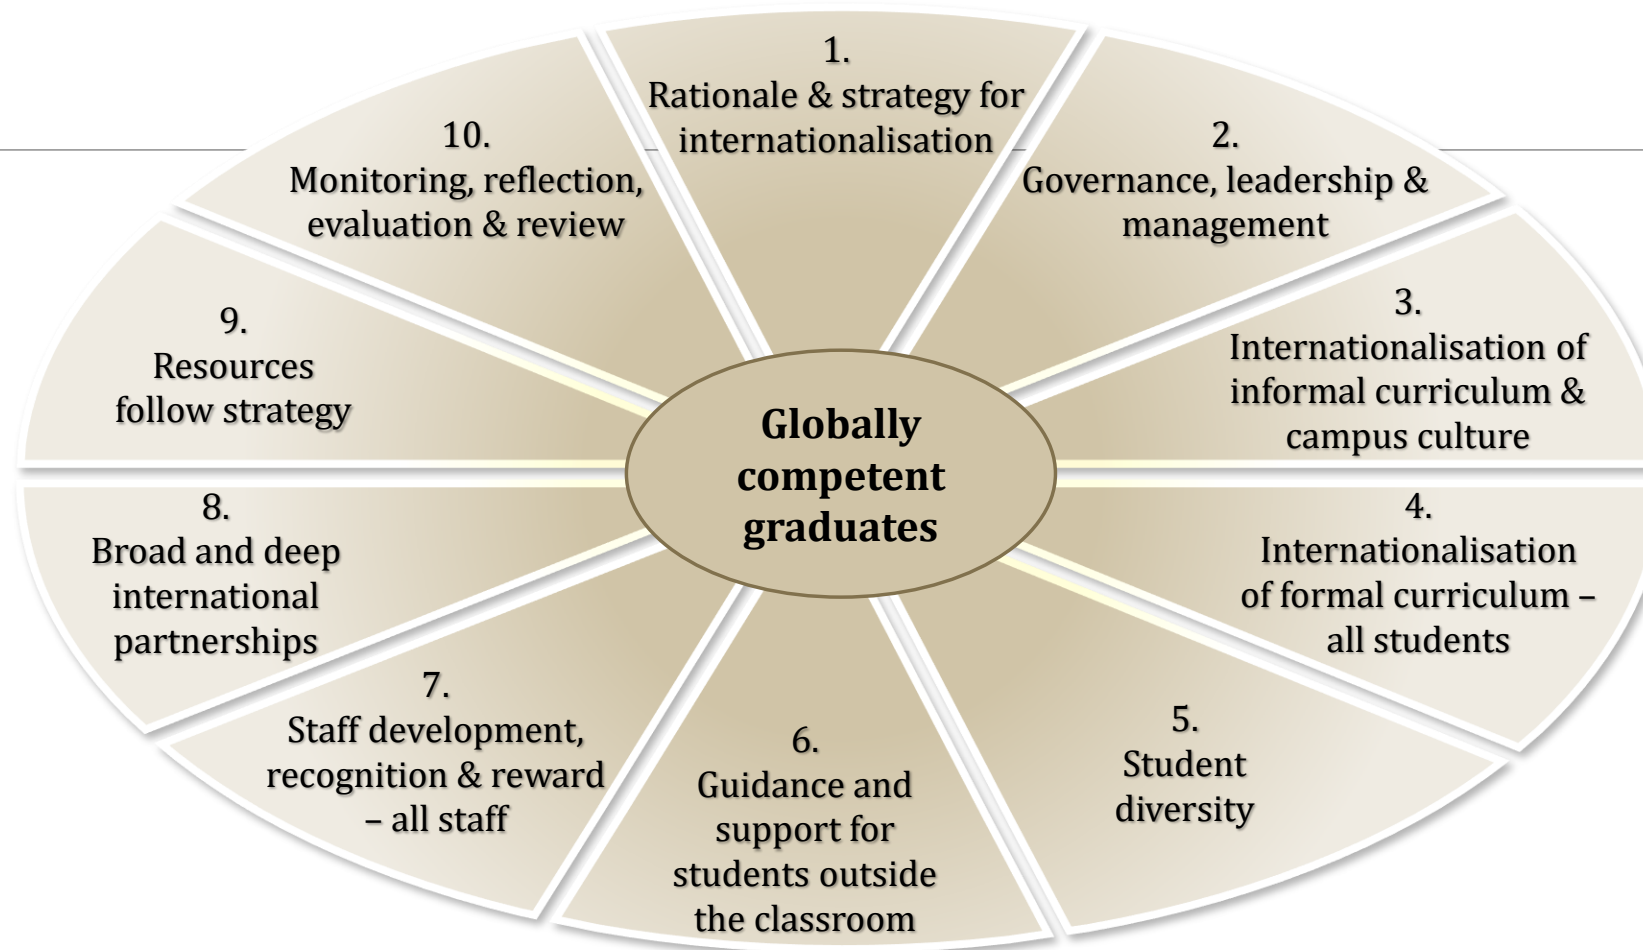 1.
Rationale & strategy for
internationalisation
2.
Governance, leadership &
management
3.
Internationalisation of
informal curriculum &
campus culture
4.
Internationalisation
of formal curriculum –
all students
5.
Student
diversity
6.
Guidance and
support for
students outside
the classroom
7.
Staff development,
recognition & reward
– all staff
8.
Broad and deep
international
partnerships
9.
Resources
follow strategy
10.
Monitoring, reflection,
evaluation & review
Globally
competent
graduates